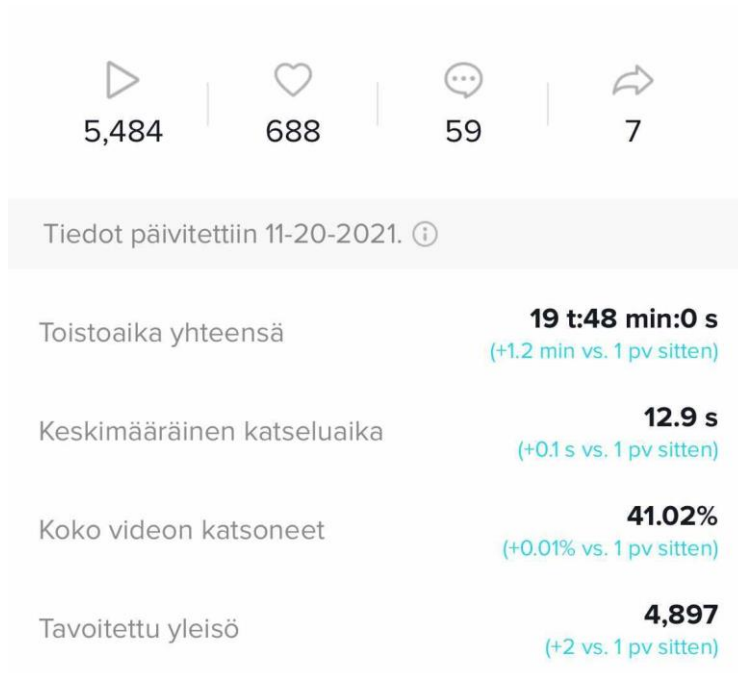 5,484 688 59 7
Tiedot päivitettiin 11-20-2021.
Toistoaika yhteensä 19 t:48 min:0 s
(+1.2 min vs. 1 pv sitten)
Keskimääräinen katseluaika 12.9 s
(+0.1 s vs. 1 pv sitten)
Koko videon katsoneet 41.02%
(+0.01% vs. 1 pv sitten)
Tavoitettu yleisö 4,897
(+2 vs. 1 pv sitten)